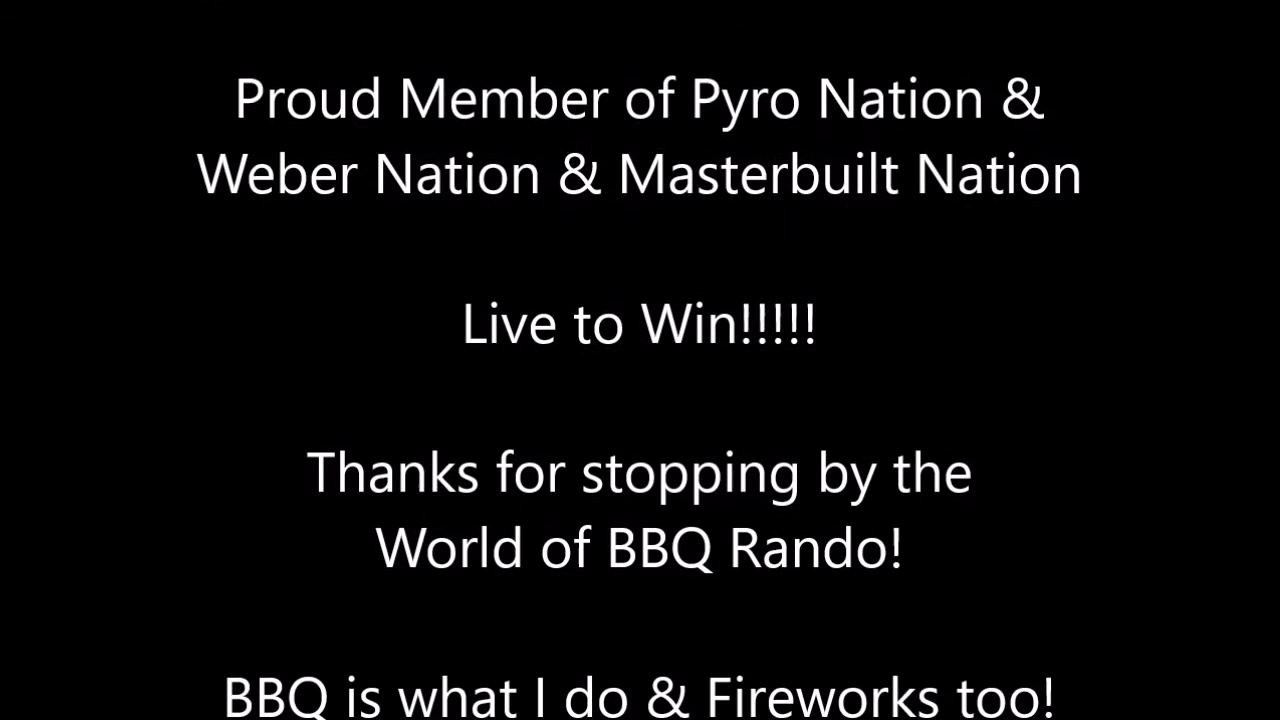 Proud Member of Pyro Nation &
Weber Nation & Masterbuilt Nation
Live to Win!!!!!
Thanks for stopping by the
World of BBQ Rando!
BBQ is what I do & Fireworks too!